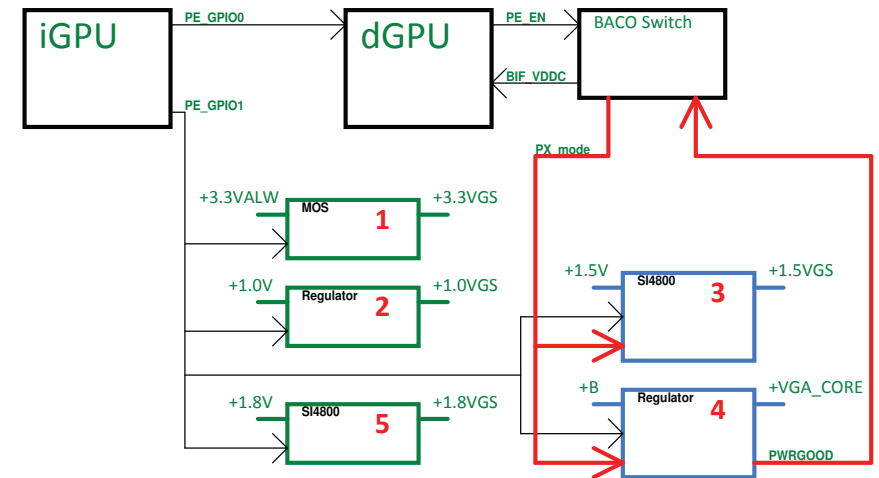 iGPU
PE_GPIO0
dGPU
PE_EN
BACO Switch
BIF_VDDC
PE_GPIO1
PX_mode
+3.3VALW
MOS
1
+3.3VGS
+1.0V
Regulator
2
+1.0VGS
+1.5V
SI4800
3
+1.5VGS
+1.8V
SI4800
5
+1.8VGS
+B
Regulator
4
+VGA_CORE
PWRGOOD